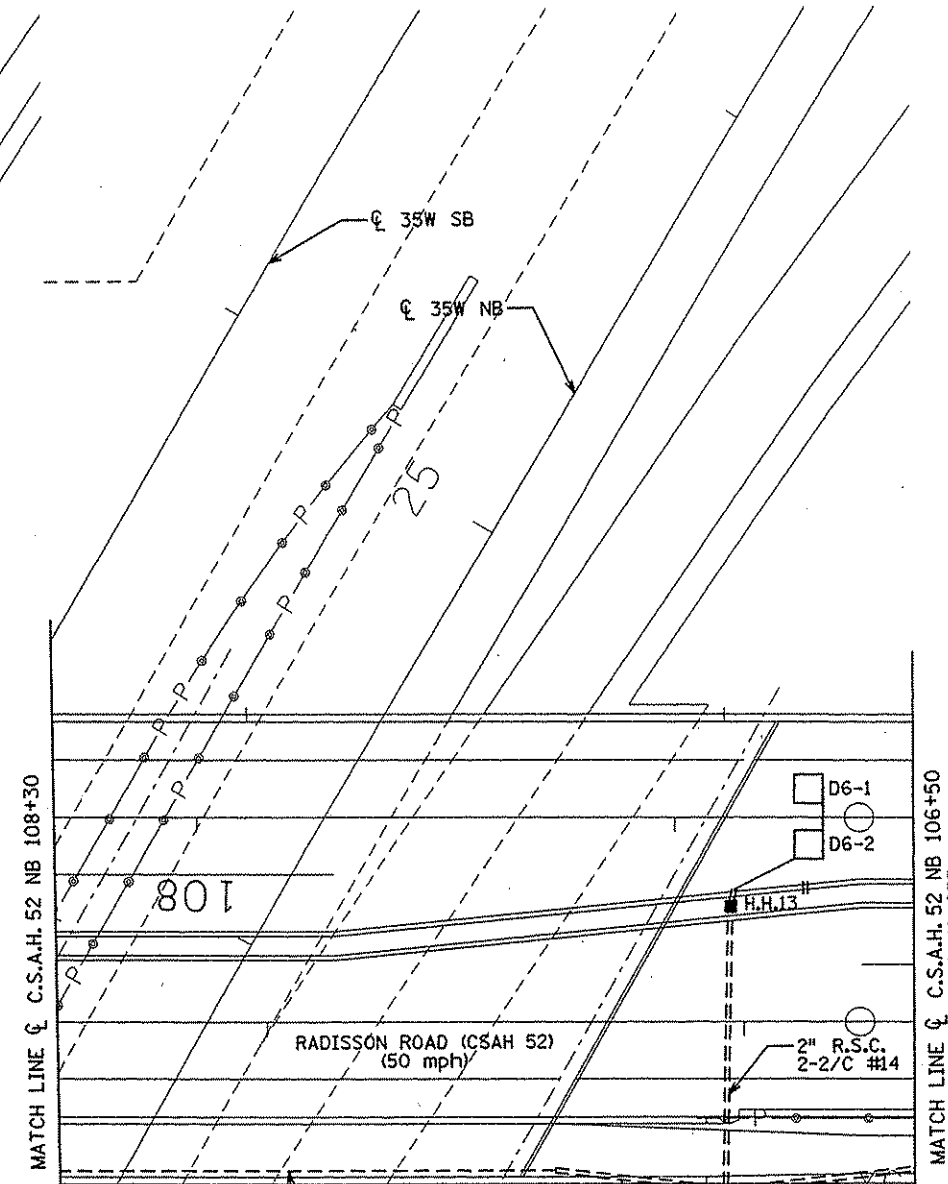 ℄ 35W SB
℄ 35W NB
P
P
25
P
P
P
P
P
P
D6-1
D6-2
H.H.13
108
RADISSON ROAD (CSAH 52)
(50 mph)
2" R.S.C.
2-2/C #14
P
MATCH LINE ℄ C.S.A.H. 52 NB 108+30
MATCH LINE ℄ C.S.A.H. 52 NB 106+50